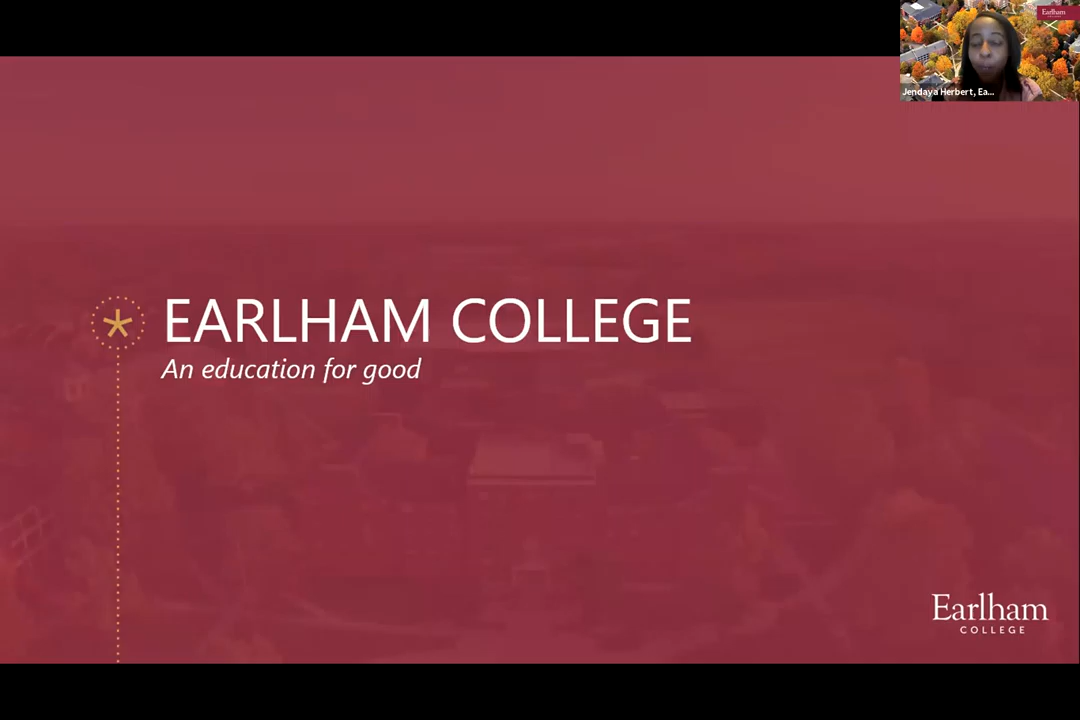 Earlham
Jendaya Herbert, Ea...
EARLHAM COLLEGE
An education for good
Earlham
COLLEGE